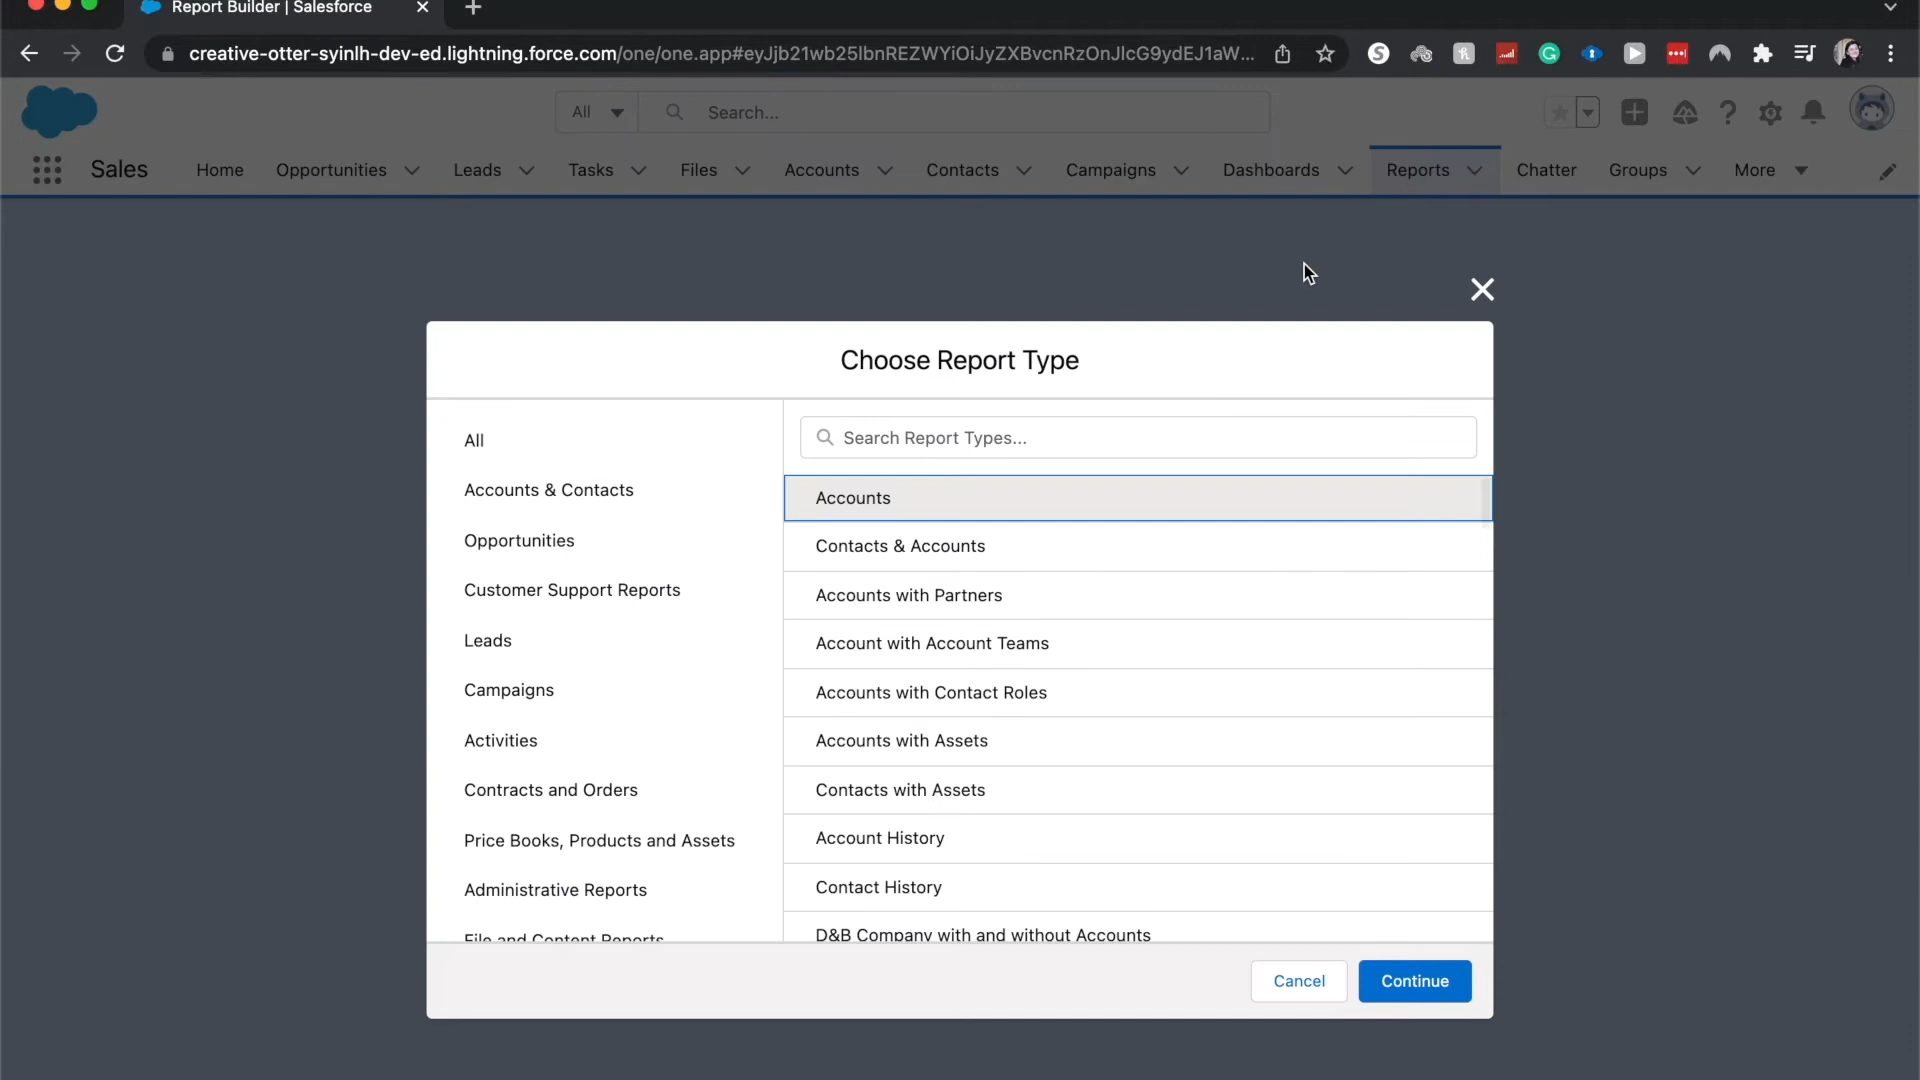 Report Builder | Salesforce
creative-otter-syinlh-dev-ed.lightning.force.com/one/one.app#eyJjb21wb25lbnREZWYiOiJyZXBvcnRzOnJlcG9ydEJ1aW...
All
Search...
Sales
Home
Opportunities
Leads
Tasks
Files
Accounts
Contacts
Campaigns
Dashboards
Reports
Chatter
Groups
More
Choose Report Type
All
Accounts & Contacts
Opportunities
Customer Support Reports
Leads
Campaigns
Activities
Contracts and Orders
Price Books, Products and Assets
Administrative Reports
File and Content Reports
Search Report Types...
Accounts
Contacts & Accounts
Accounts with Partners
Account with Account Teams
Accounts with Contact Roles
Accounts with Assets
Contacts with Assets
Account History
Contact History
D&B Company with and without Accounts
Cancel
Continue